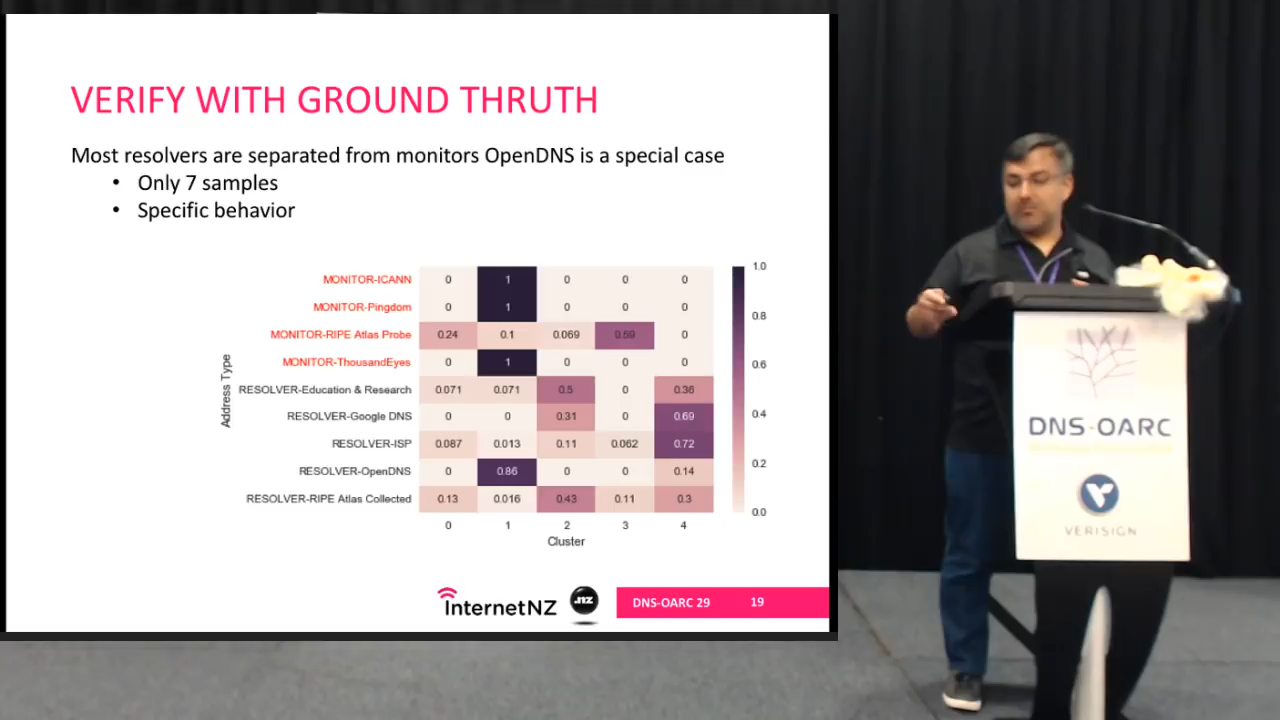 VERIFY WITH GROUND THRUTH
Most resolvers are separated from monitors OpenDNS is a special case
• Only 7 samples
• Specific behavior
Address Type
MONITOR-ICANN 0 1 0 0 0
MONITOR-Pingdom 0 1 0 0 0
MONITOR-RIPE Atlas Probe 0.24 0.1 0.069 0.59 0
MONITOR-ThousandEyes 0 1 0 0 0
RESOLVER-Education & Research 0.071 0.071 0.5 0 0.36
RESOLVER-Google DNS 0 0 0.31 0 0.69
RESOLVER-ISP 0.087 0.013 0.11 0.062 0.72
RESOLVER-OpenDNS 0 0.86 0 0 0.14
RESOLVER-RIPE Atlas Collected 0.13 0.016 0.43 0.11 0.3
0 1 2 3 4
Cluster
1.0
0.8
0.6
0.4
0.2
0.0
InternetNZ
.nz
DNS-OARC 29 19
DNS-OARC
VERISIGN